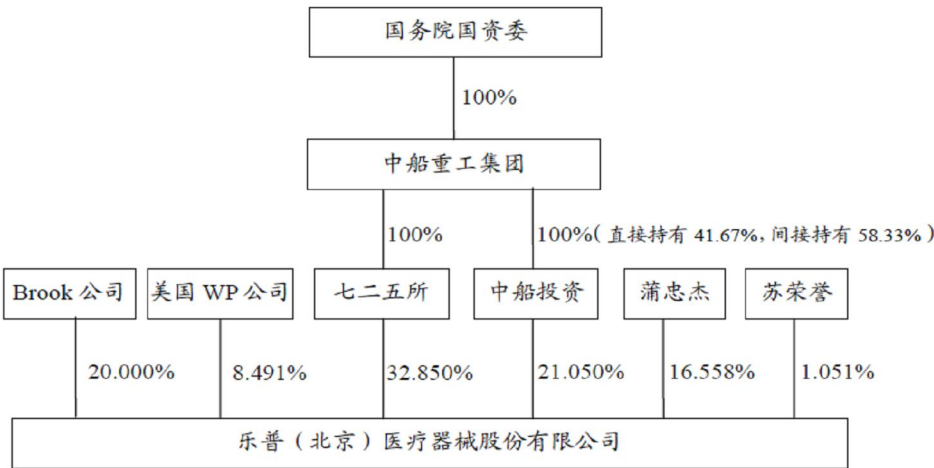 国务院国资委
100%
中船重工集团
100%
100%（直接持有 41.67%，间接持有 58.33%）
Brook 公司
美国 WP 公司
七二五所
中船投资
蒲忠杰
苏荣誉
20.000%
8.491%
32.850%
21.050%
16.558%
1.051%
乐普（北京）医疗器械股份有限公司